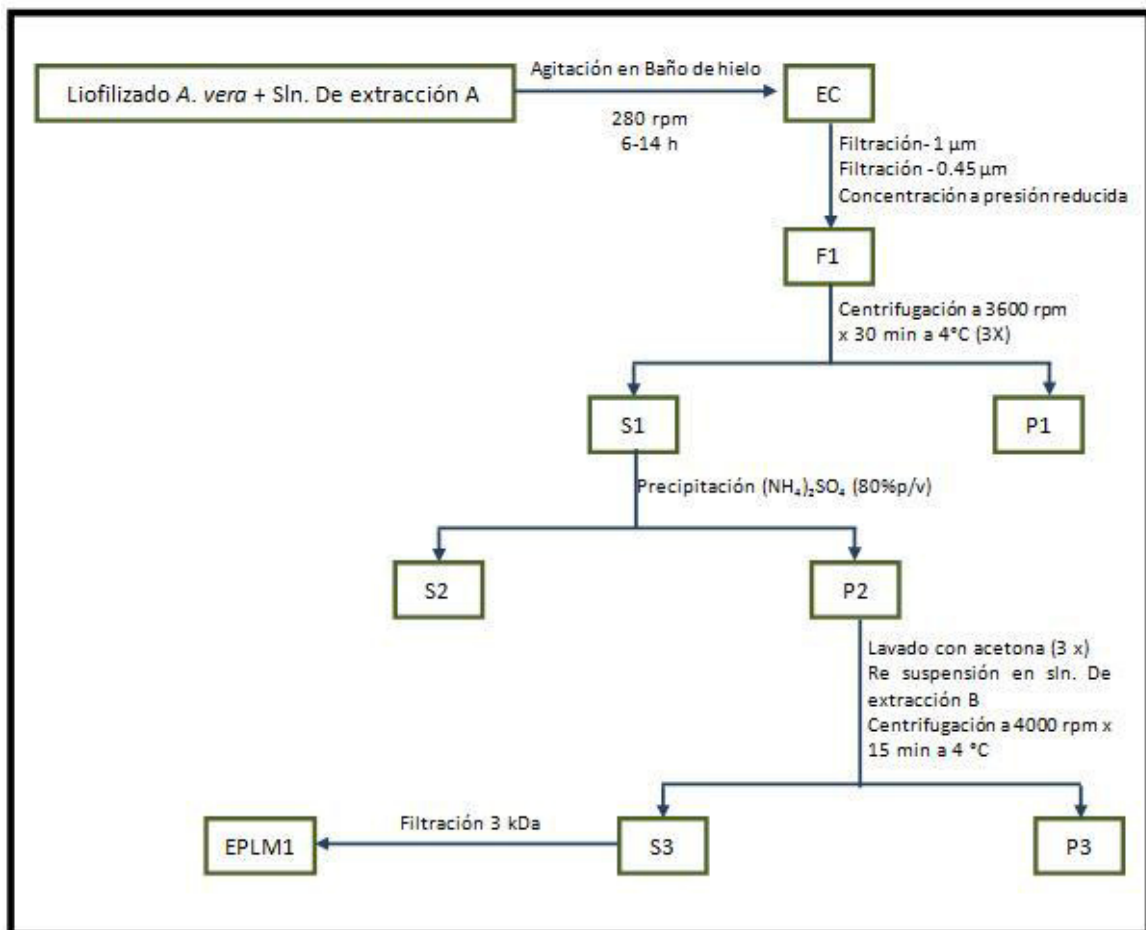 Liofilizado A. vera + Sln. De extracción A
Agitación en Baño de hielo
280 rpm
6-14 h
EC
Filtración- 1 µm
Filtración - 0.45 µm
Concentración a presión reducida
F1
Centrifugación a 3600 rpm
x 30 min a 4°C (3X)
S1
P1
Precipitación (NH₄)₂SO₄ (80%p/v)
S2
P2
Lavado con acetona (3 x)
Re suspensión en sln. De
extracción B
Centrifugación a 4000 rpm x
15 min a 4 °C
EPLM1
Filtración 3 kDa
S3
P3